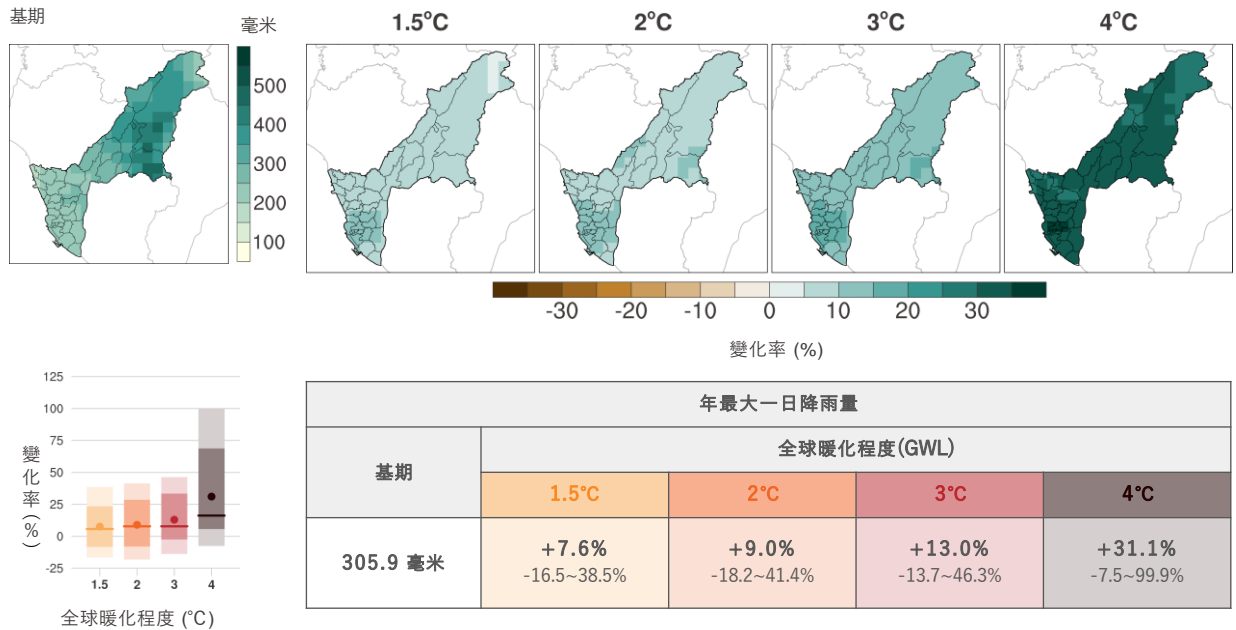 基期
毫米
500
400
300
200
100
1.5°C
2°C
3°C
4°C
-30 -20 -10 0 10 20 30
變化率 (%)
125
100
75
50
25
0
-25
變化率(%)
1.5 2 3 4
全球暖化程度 (°C)
年最大一日降雨量
基期
全球暖化程度(GWL)
1.5°C 2°C 3°C 4°C
305.9 毫米
+7.6% +9.0% +13.0% +31.1%
-16.5~38.5% -18.2~41.4% -13.7~46.3% -7.5~99.9%